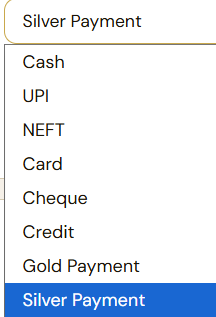 Silver Payment
Cash
UPI
NEFT
Card
Cheque
Credit
Gold Payment
Silver Payment